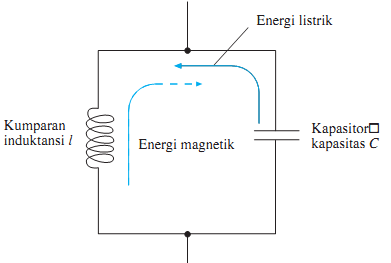 Energi listrik
Kumparan
induktansi l
Energi magnetik
Kapasitor□
kapasitas C